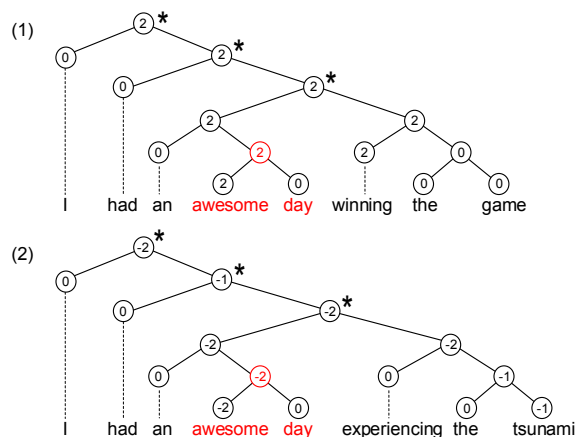 (1)
2 *
0 2 *
0 2 *
2 2
0 2 2 0
2 0 0 0
I had an awesome day winning the game
(2)
-2 *
0 -1 *
0 -2 *
-2 -2
0 -2 0 -1
-2 0 0 -1
I had an awesome day experiencing the tsunami